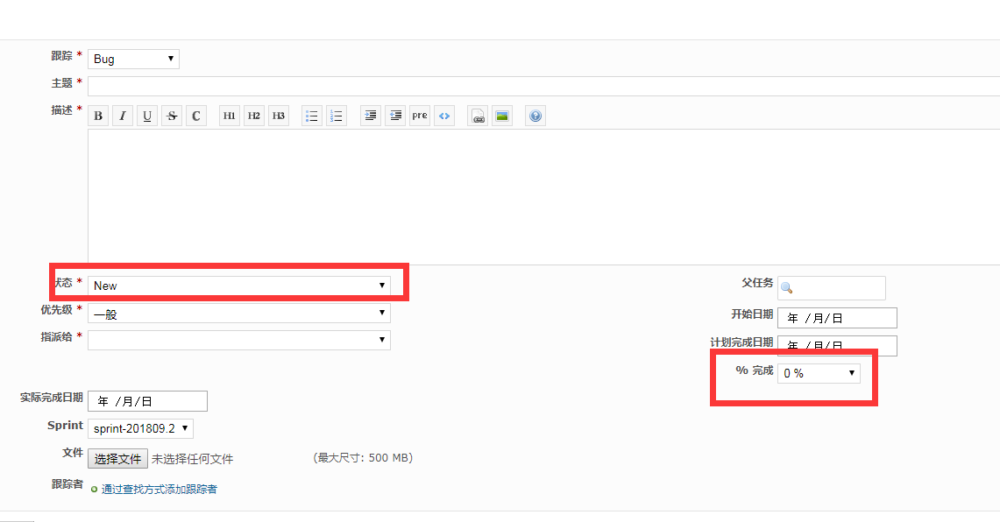 跟踪 * Bug
主题 *
描述 * B I U S C H1 H2 H3 pre <>
状态 * New
父任务
优先级 * 一般
开始日期 年 /月/日
指派给 *
计划完成日期 年 /月/日
% 完成 0 %
实际完成日期 年 /月/日
Sprint sprint-201809.2
文件 选择文件 未选择任何文件 (最大尺寸: 500 MB)
跟踪者 通过查找方式添加跟踪者